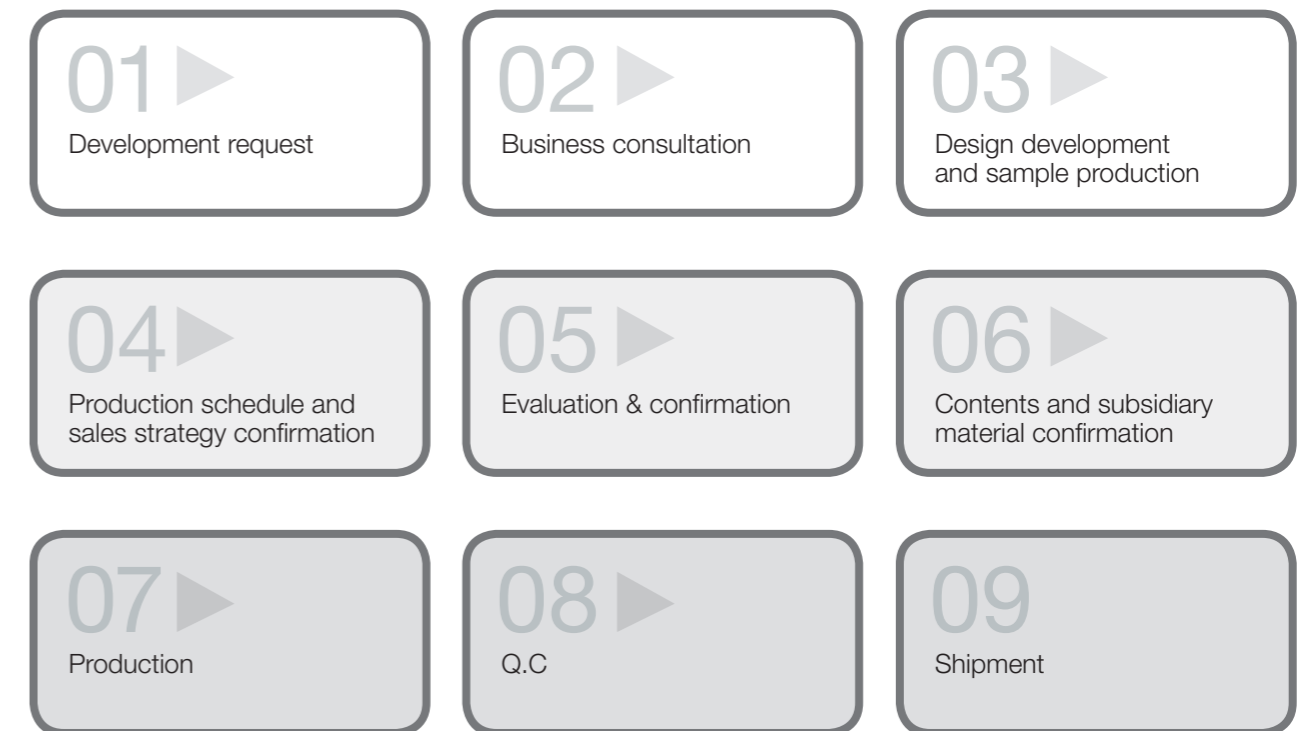 01
Development request
02
Business consultation
03
Design development
and sample production
04
Production schedule and
sales strategy confirmation
05
Evaluation & confirmation
06
Contents and subsidiary
material confirmation
07
Production
08
Q.C
09
Shipment